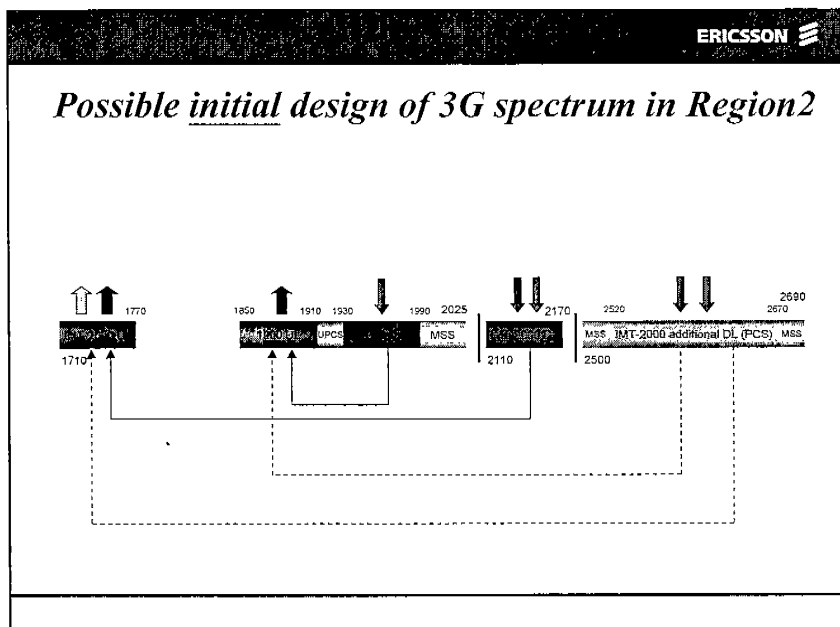 ERICSSON
Possible initial design of 3G spectrum in Region2
1770
1850
1910 1930
1990
2025
2170
2520
2690
2670
UPCS
MSS
MSS
IMT-2000 additional DL (PCS)
MSS
1710
2110
2500